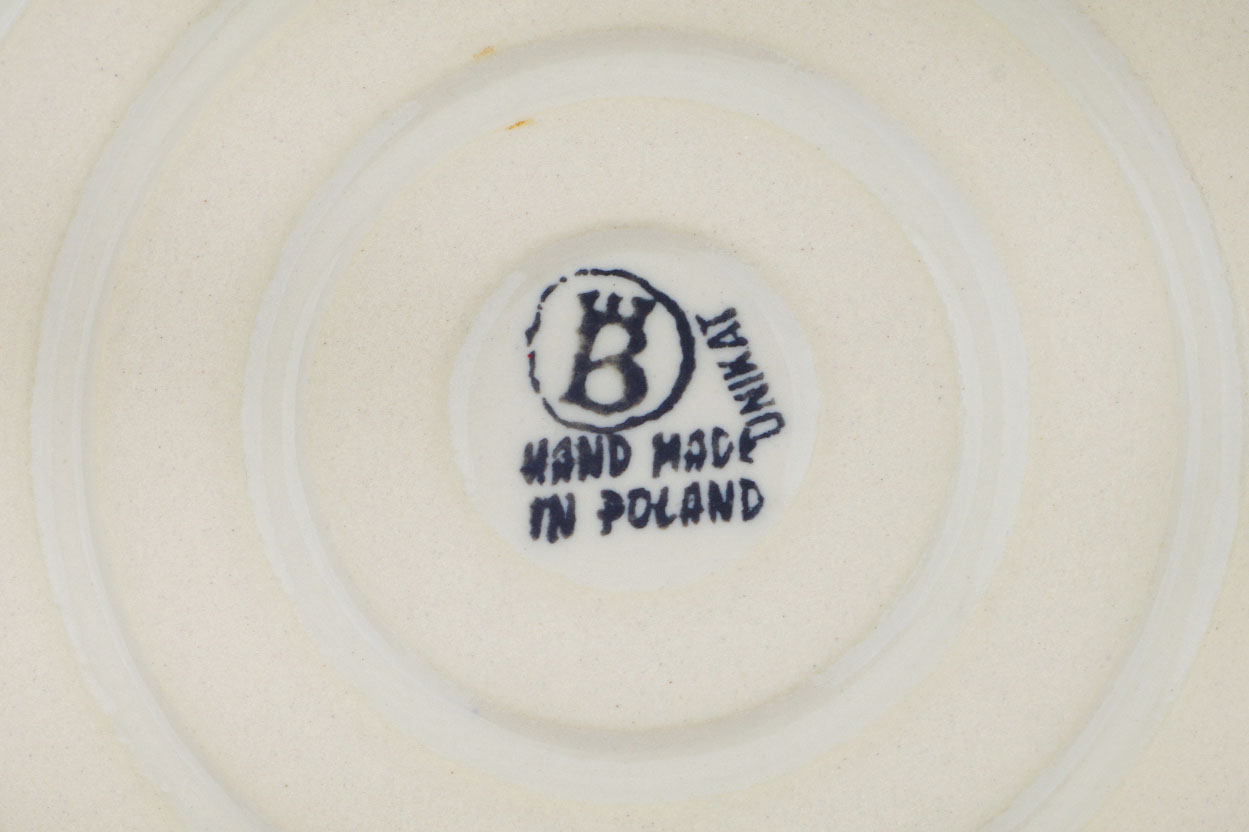 B
HAND MADE
IN POLAND
UNIKAT